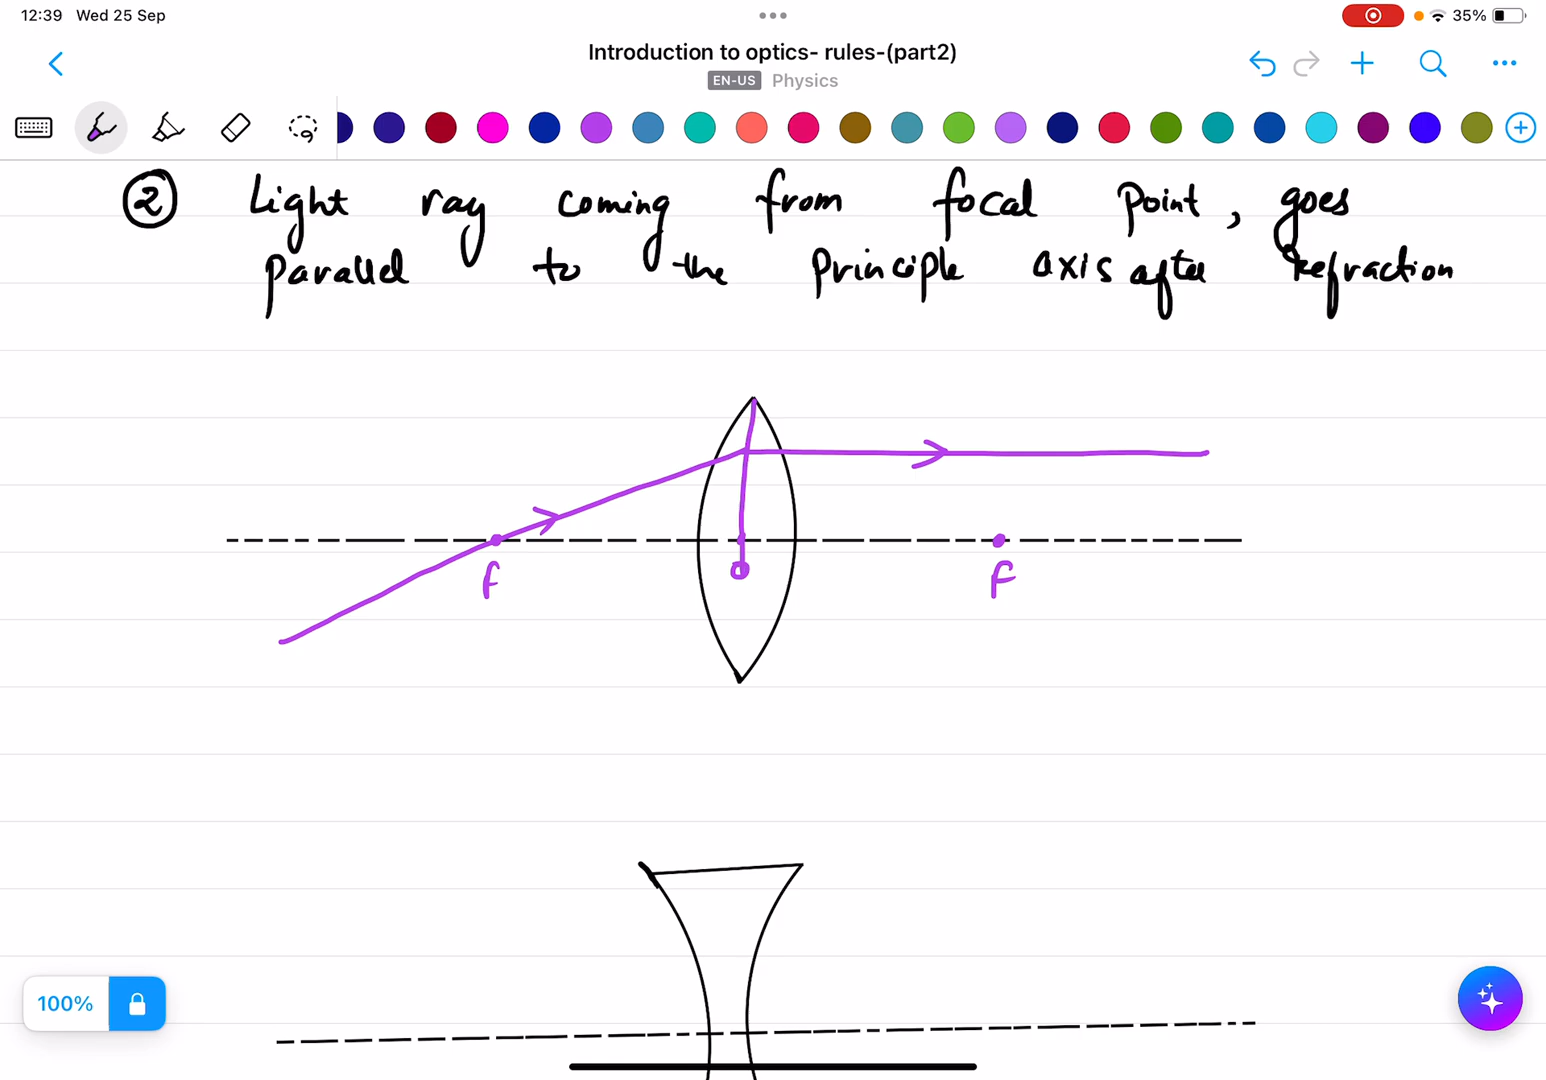 12:39 Wed 25 Sep
35%
Introduction to optics- rules-(part2)
EN-US Physics
2 Light ray coming from focal point, goes
parallel to the principle axis after refraction
F
F
100%